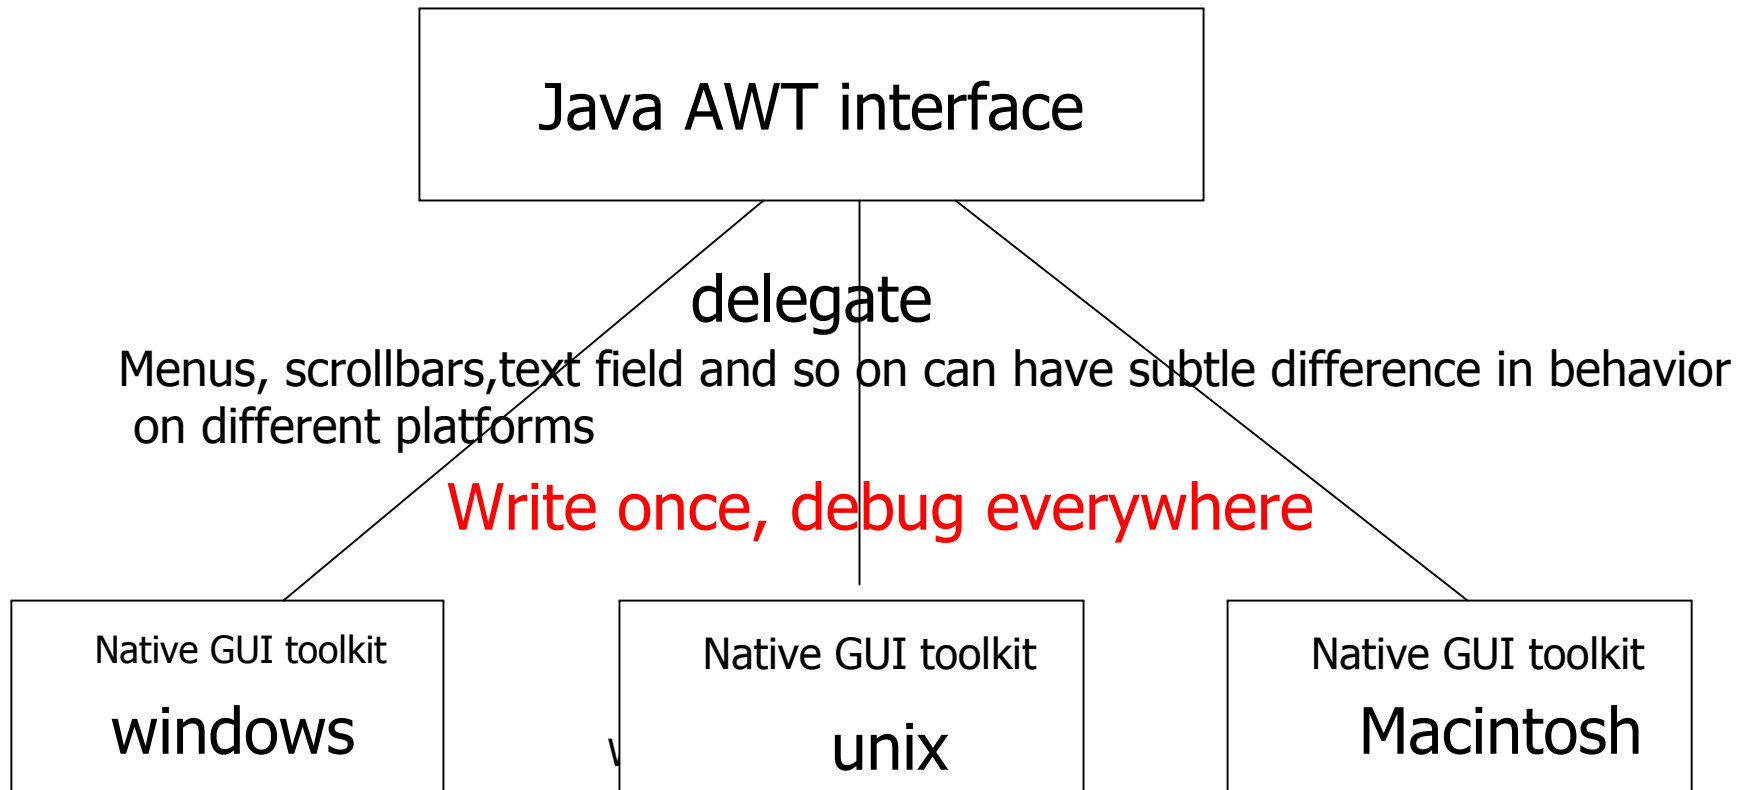 Java AWT interface
delegate
Menus, scrollbars,text field and so on can have subtle difference in behavior
on different platforms
Write once, debug everywhere
Native GUI toolkit
windows
Native GUI toolkit
unix
Native GUI toolkit
Macintosh